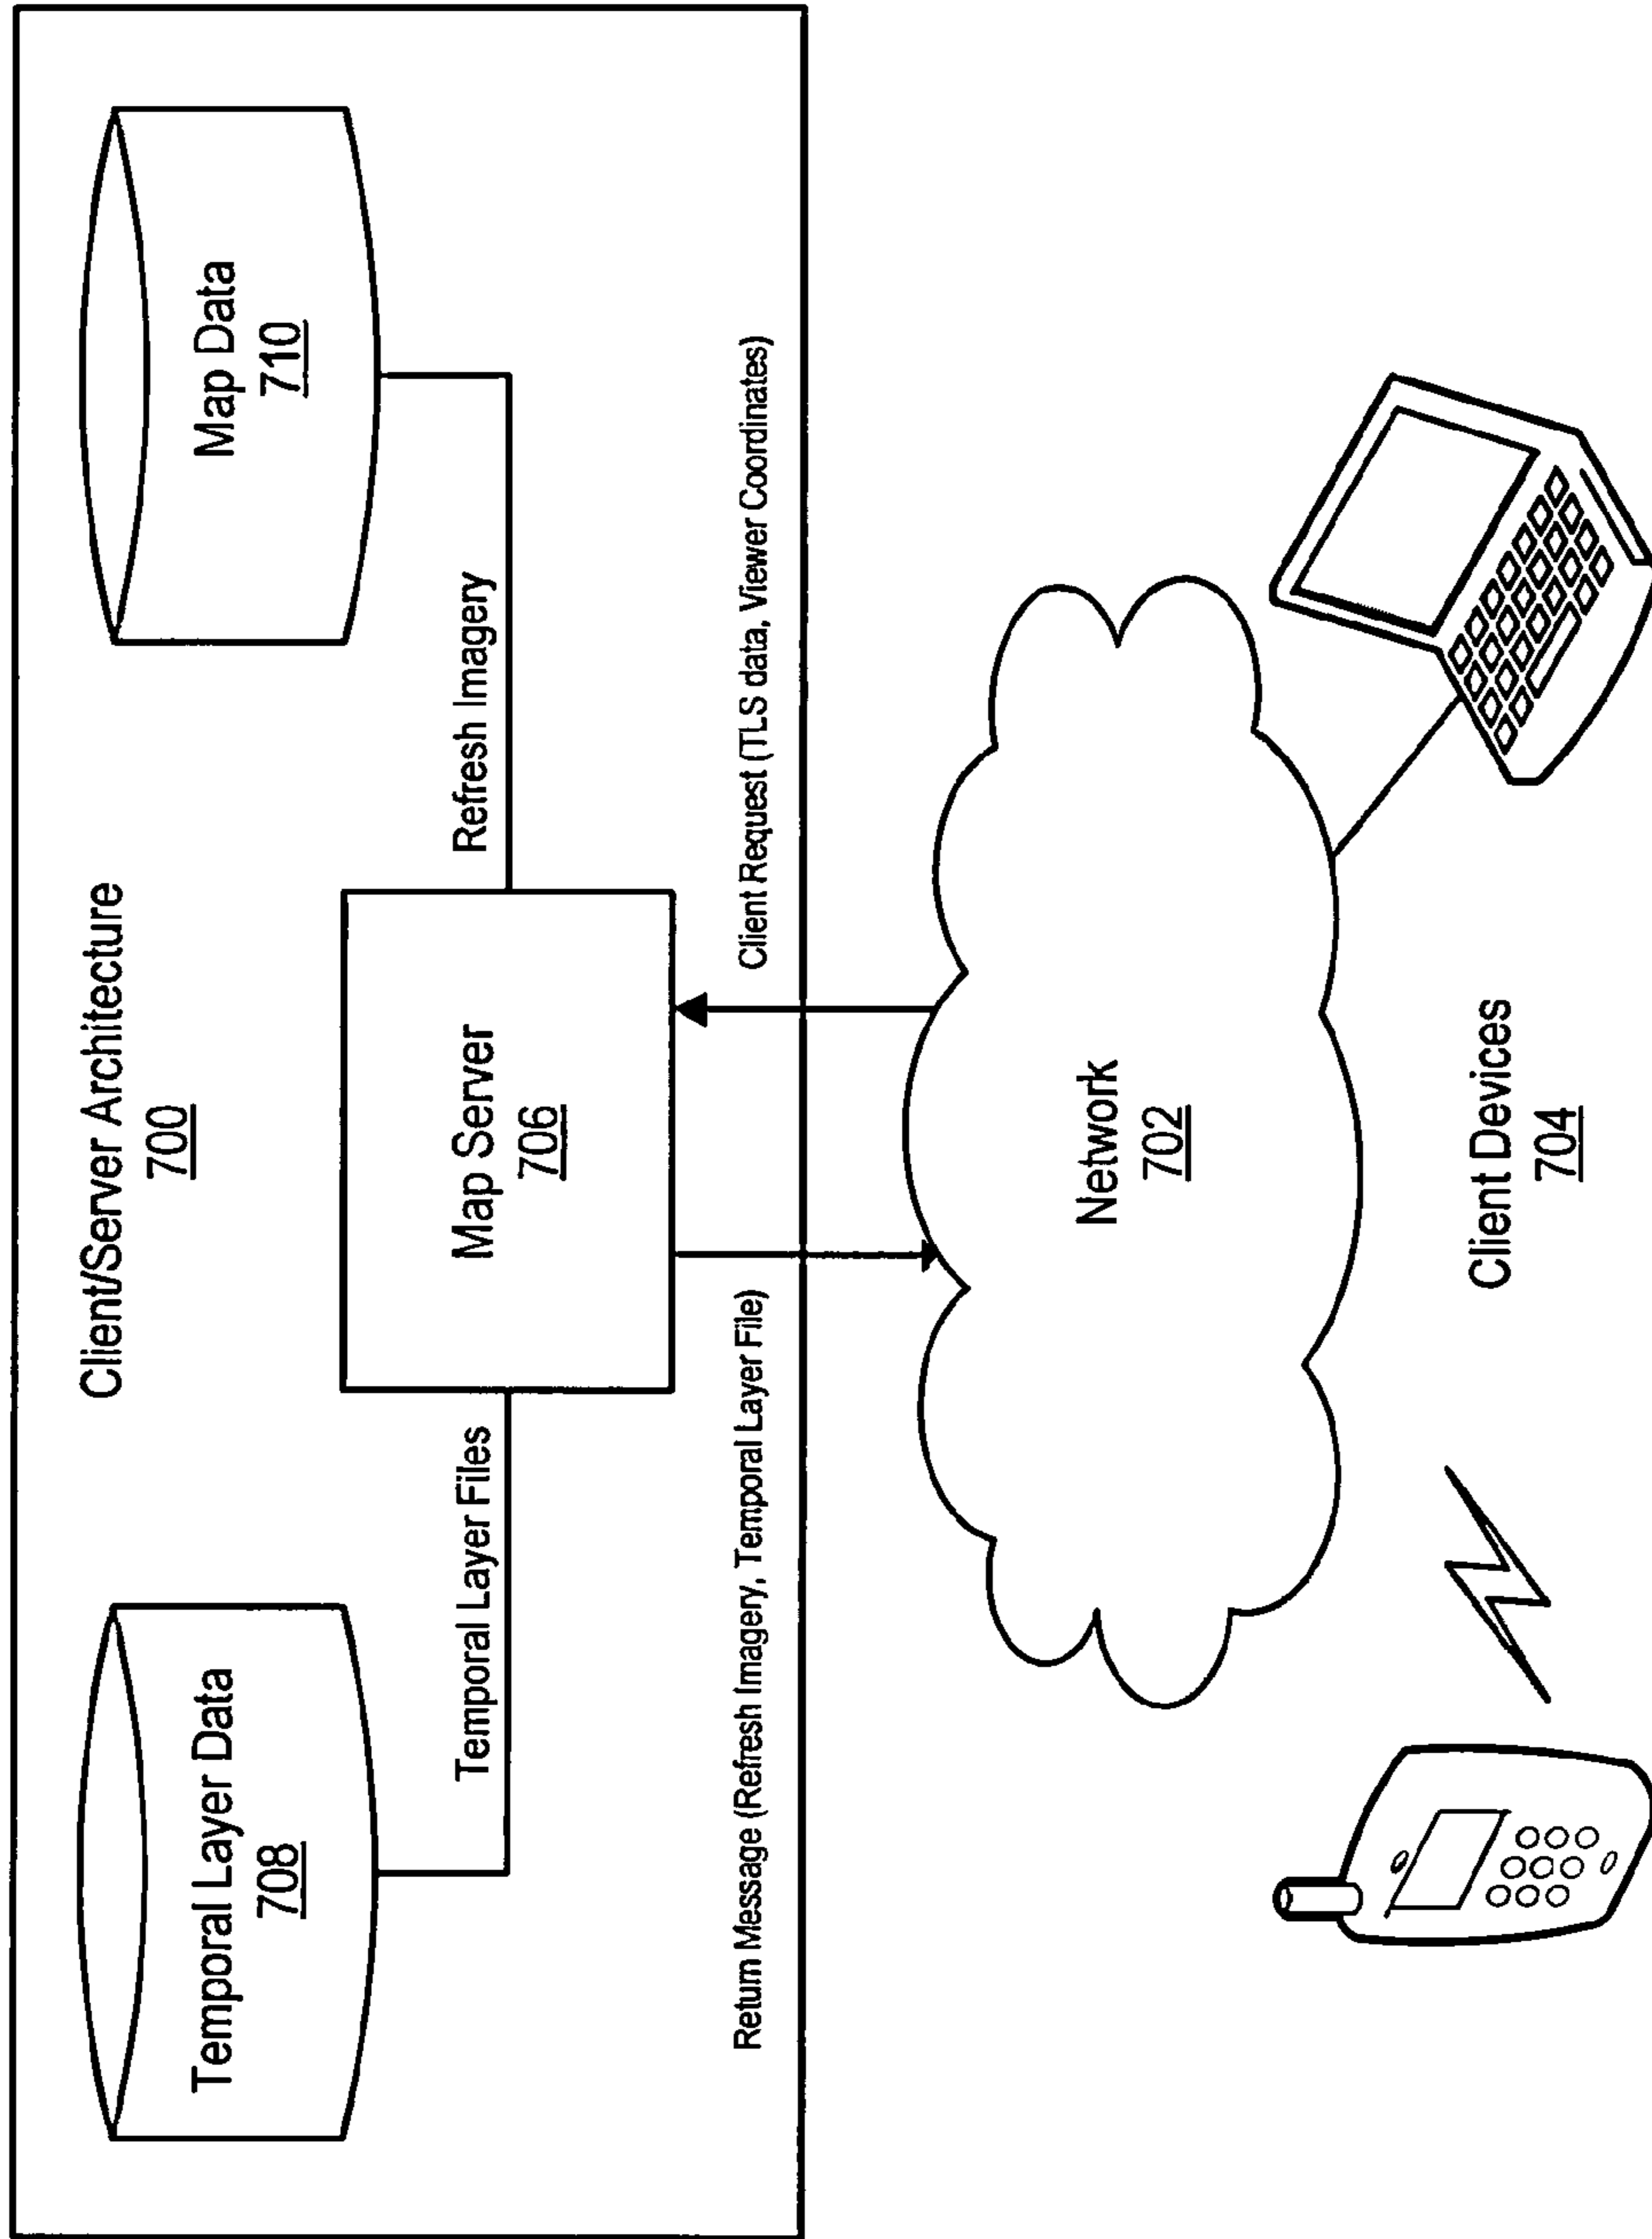 Client/Server Architecture
700
Temporal Layer Data
708
Map Data
710
Temporal Layer Files
Map Server
706
Refresh Imagery
Return Message (Refresh Imagery, Temporal Layer File)
Client Request (TLS data, Viewer Coordinates)
Network
702
Client Devices
704